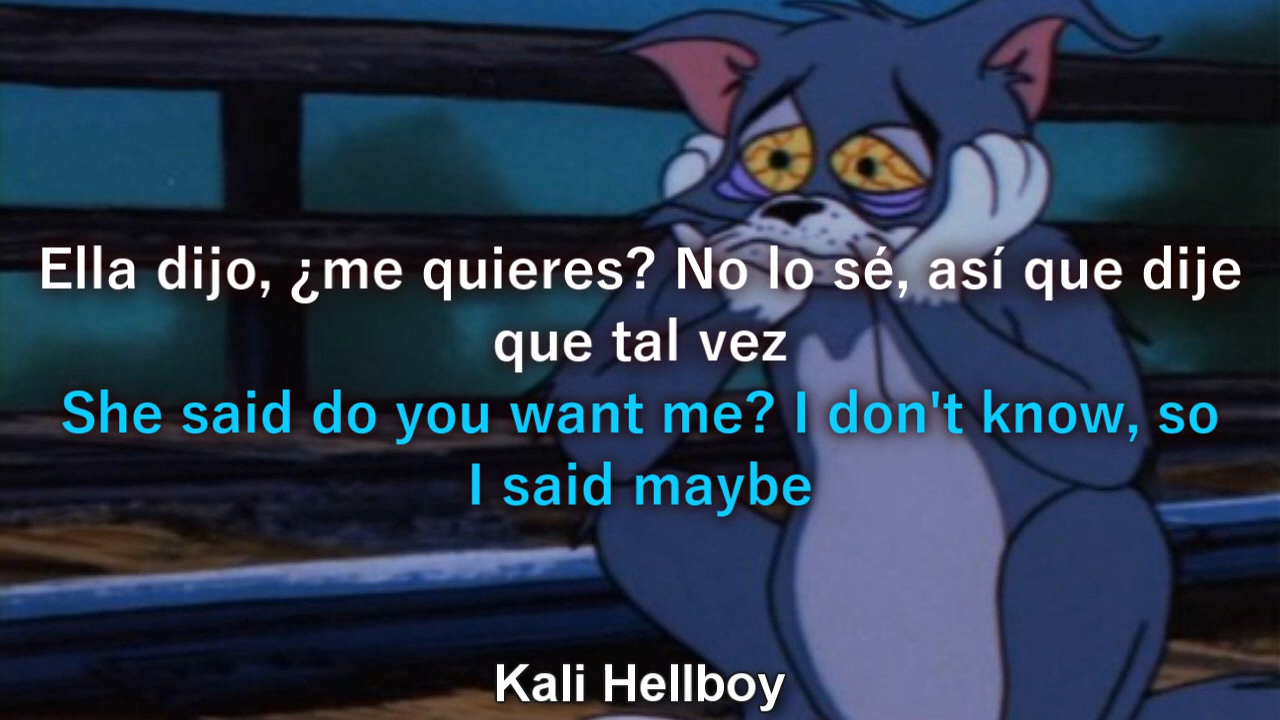 Ella dijo, ¿me quieres? No lo sé, así que dije
que tal vez
She said do you want me? I don't know, so
I said maybe
Kali Hellboy